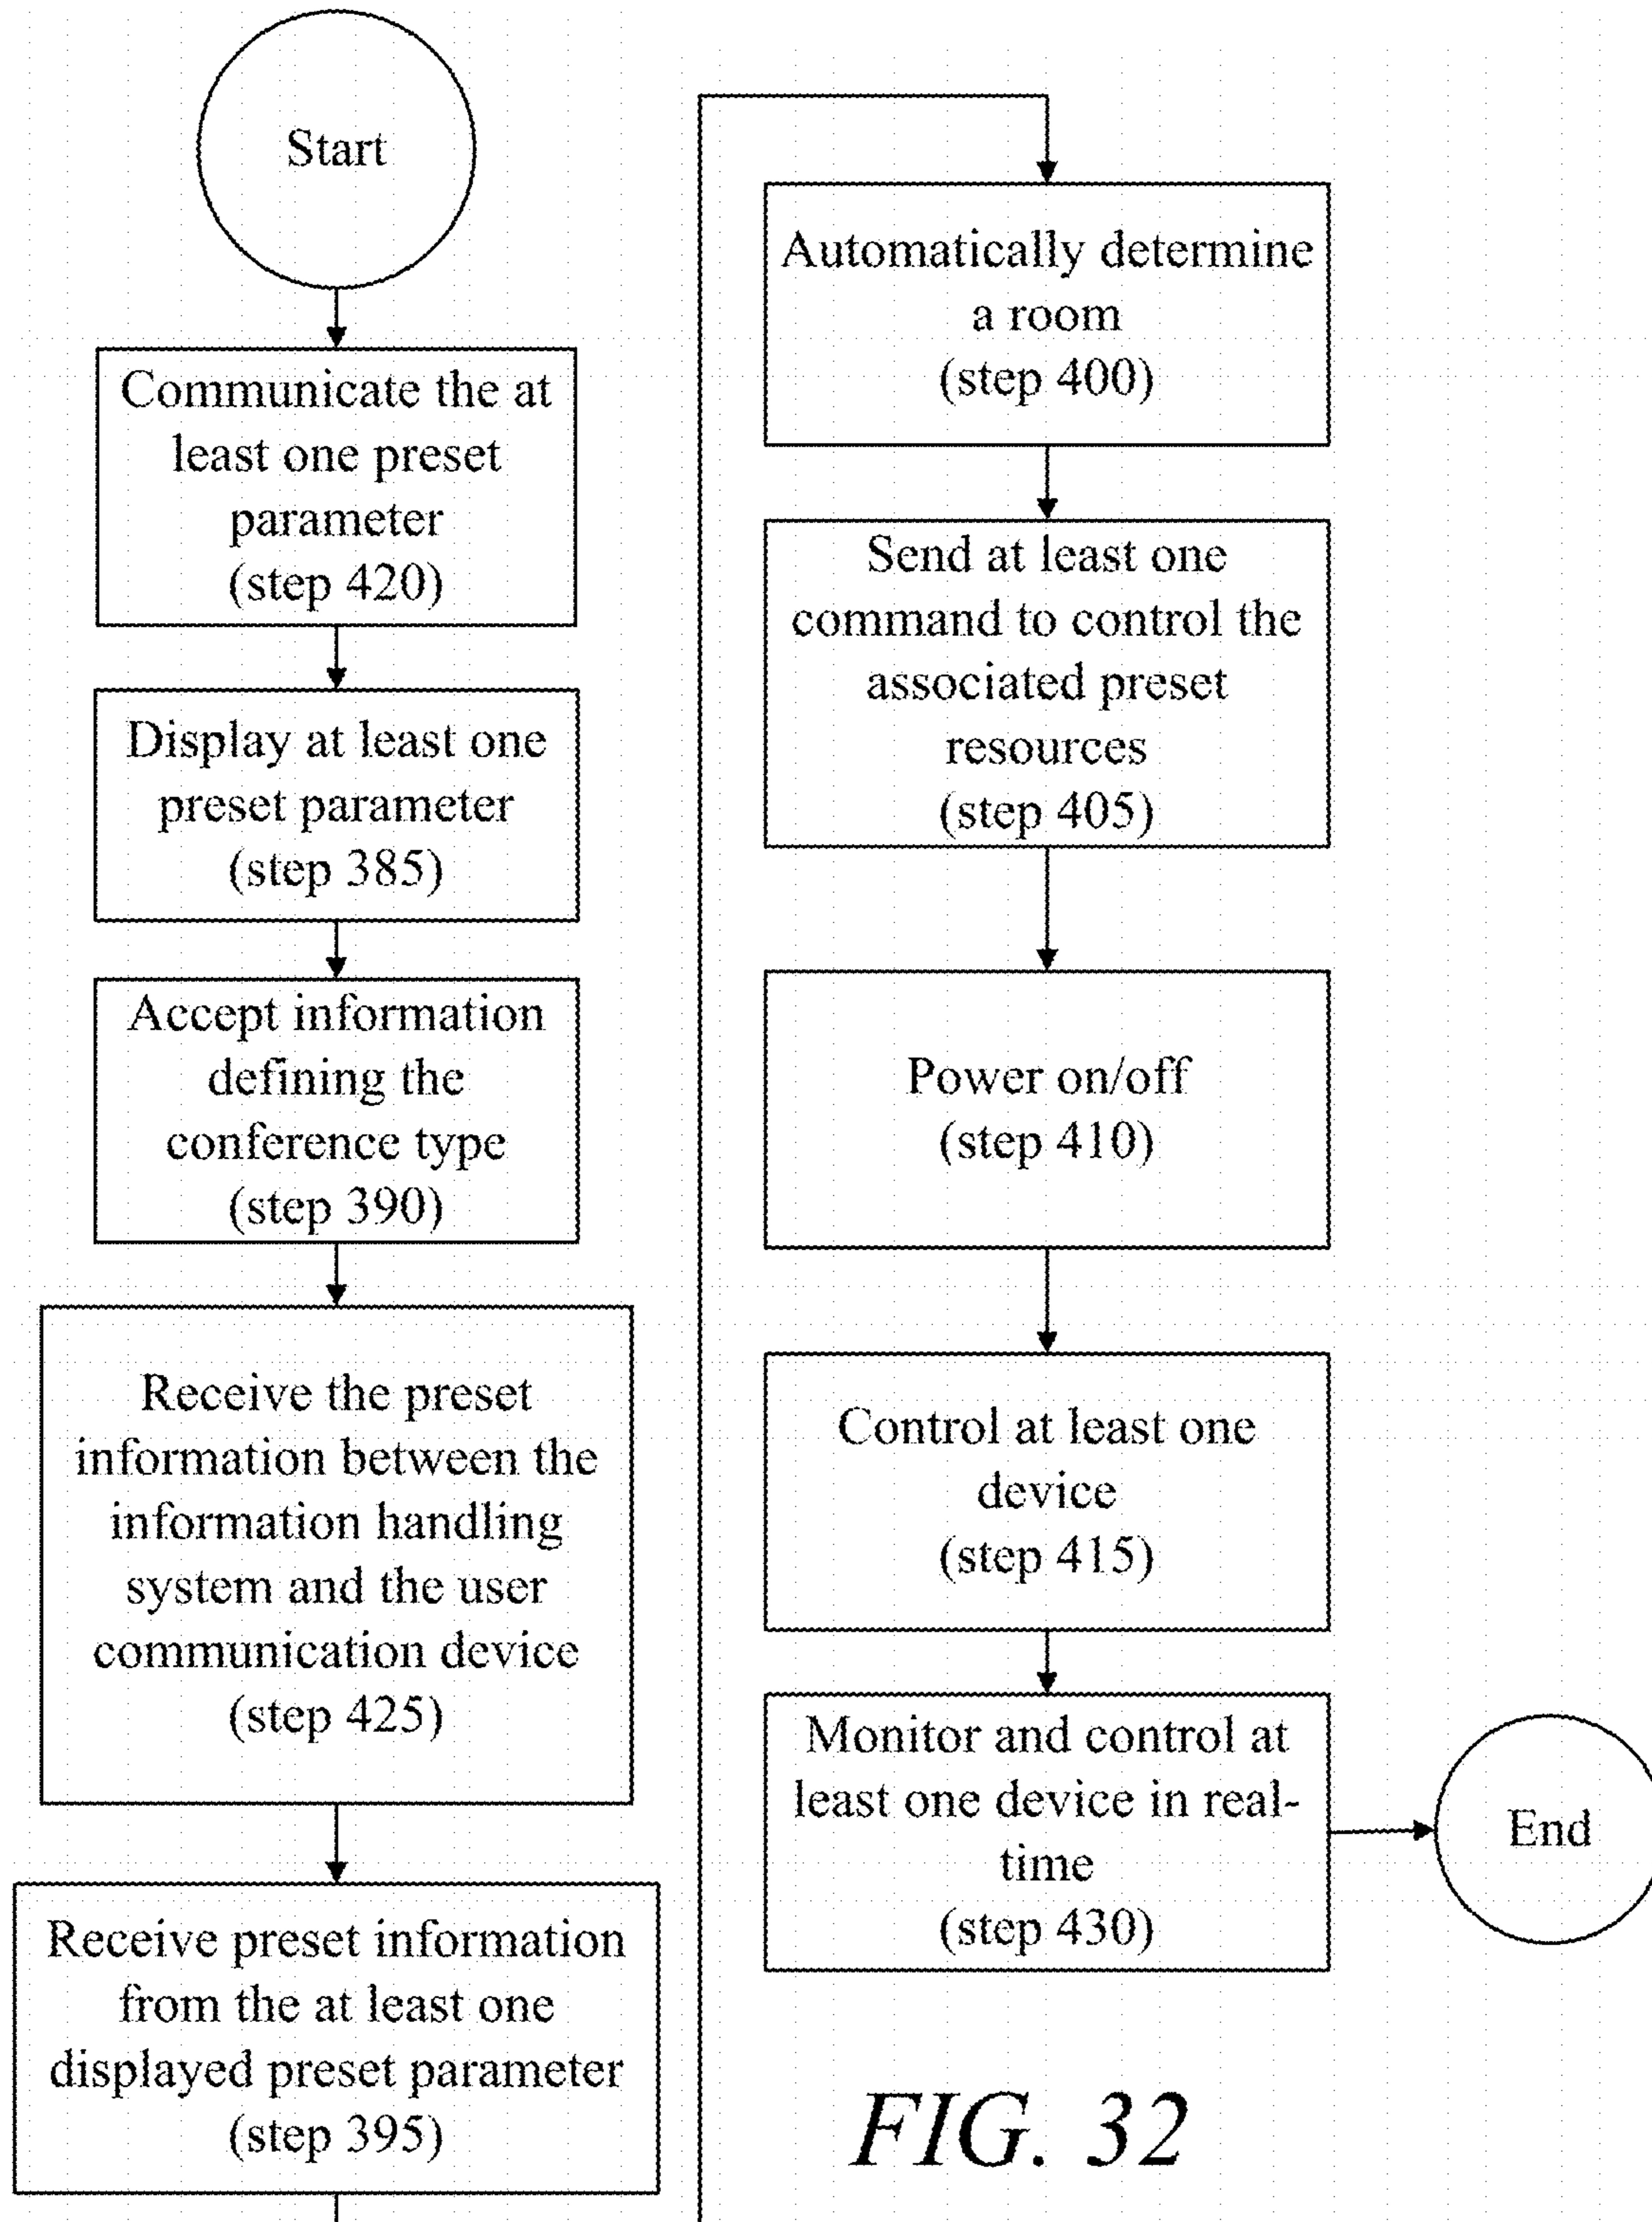 Start
Communicate the at
least one preset
parameter
(step 420)
Display at least one
preset parameter
(step 385)
Accept information
defining the
conference type
(step 390)
Receive the preset
information between the
information handling
system and the user
communication device
(step 425)
Receive preset information
from the at least one
displayed preset parameter
(step 395)
Automatically determine
a room
(step 400)
Send at least one
command to control the
associated preset
resources
(step 405)
Power on/off
(step 410)
Control at least one
device
(step 415)
Monitor and control at
least one device in real-
time
(step 430)
End
FIG. 32